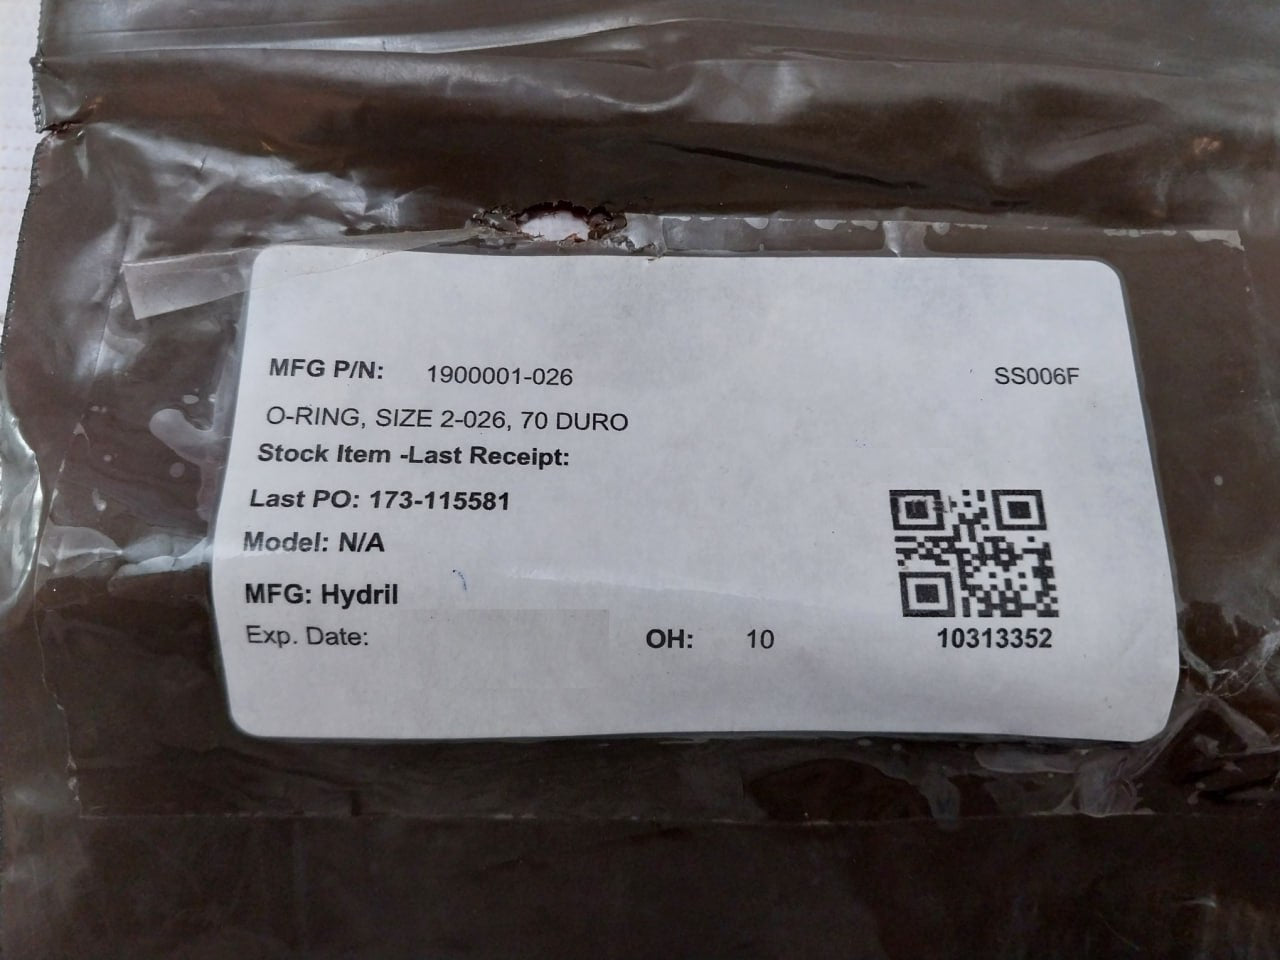 MFG P/N: 1900001-026 SS006F
O-RING, SIZE 2-026, 70 DURO
Stock Item -Last Receipt:
Last PO: 173-115581
Model: N/A
MFG: Hydril
Exp. Date: OH: 10 10313352